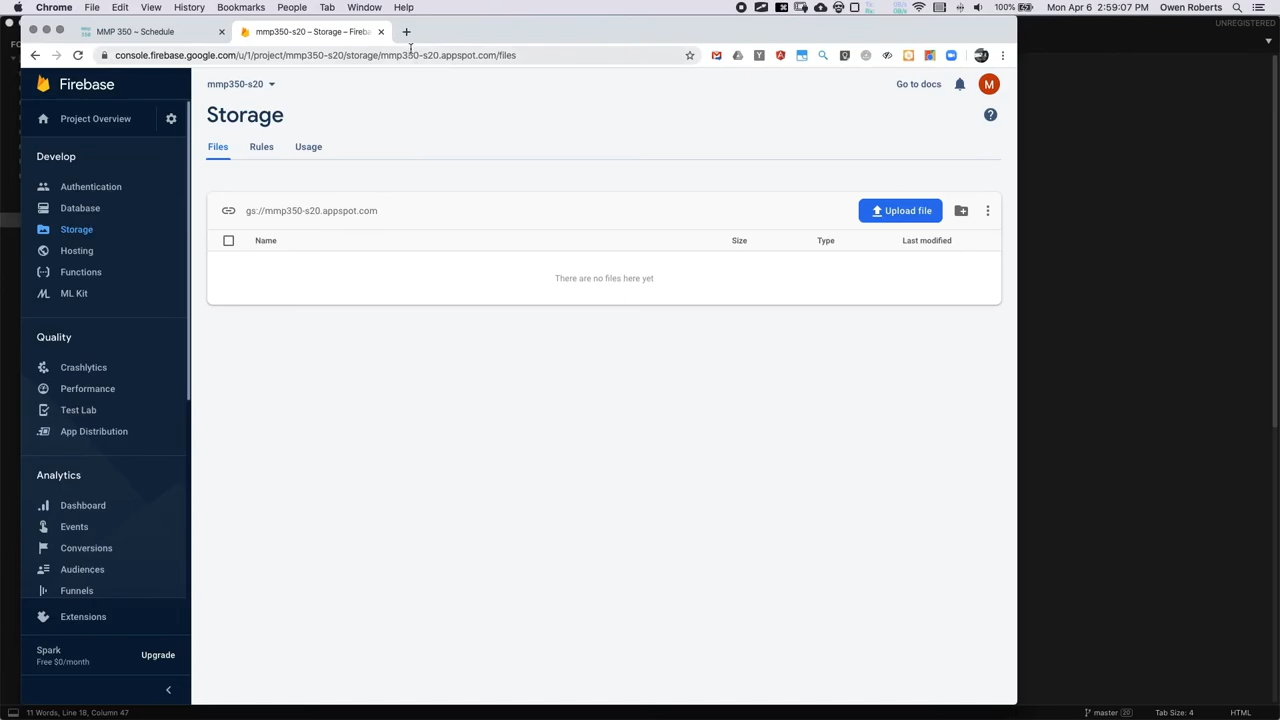 Chrome File Edit View History Bookmarks People Tab Window Help 100% Mon Apr 6 2:59:07 PM Owen Roberts
MMP 350 ~ Schedule
mmp350-s20 – Storage – Fireba
UNREGISTERED
console.firebase.google.com/u/1/project/mmp350-s20/storage/mmp350-s20.appspot.com/files
Firebase
mmp350-s20
Go to docs
M
Project Overview
Storage
Files
Rules
Usage
Develop
Authentication
Database
Storage
Hosting
Functions
ML Kit
gs://mmp350-s20.appspot.com
Upload file
Name
Size
Type
Last modified
There are no files here yet
Quality
Crashlytics
Performance
Test Lab
App Distribution
Analytics
Dashboard
Events
Conversions
Audiences
Funnels
Extensions
Spark
Free $0/month
Upgrade
11 Words, Line 18, Column 47
master 20
Tab Size: 4
HTML